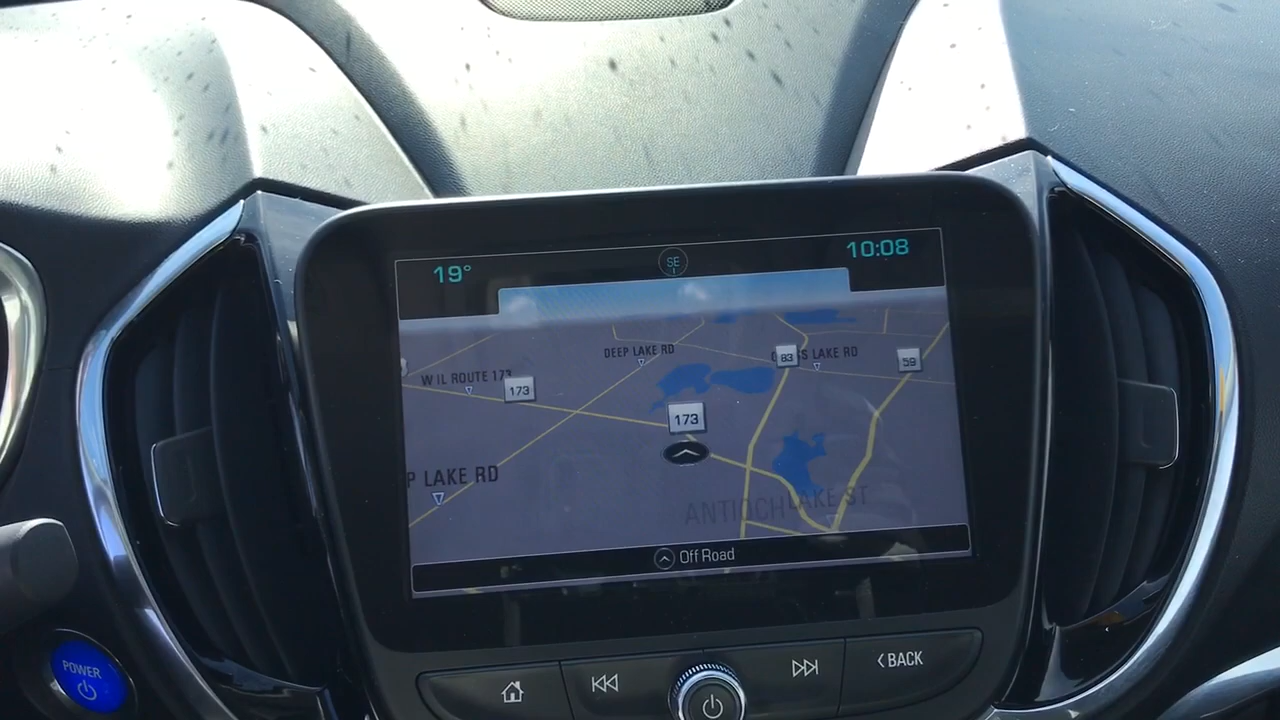 19°
SE
10:08
DEEP LAKE RD
83
S LAKE RD
59
W IL ROUTE 173
173
173
P LAKE RD
ANTIOCH
LAKE ST
Off Road
POWER
BACK